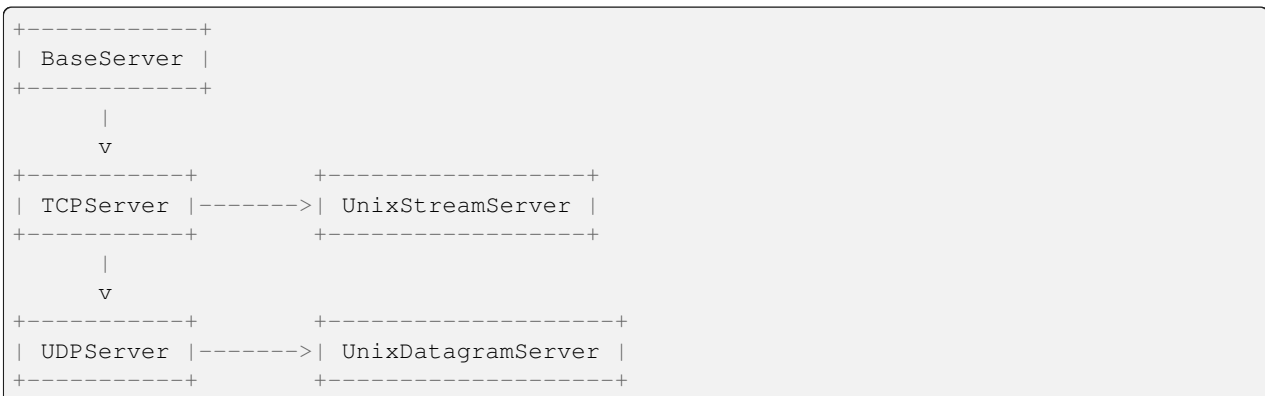 +------------+
| BaseServer |
+------------+
      |
      v
+-----------+        +------------------+
| TCPServer |------->| UnixStreamServer |
+-----------+        +------------------+
      |
      v
+-----------+        +--------------------+
| UDPServer |------->| UnixDatagramServer |
+-----------+        +--------------------+